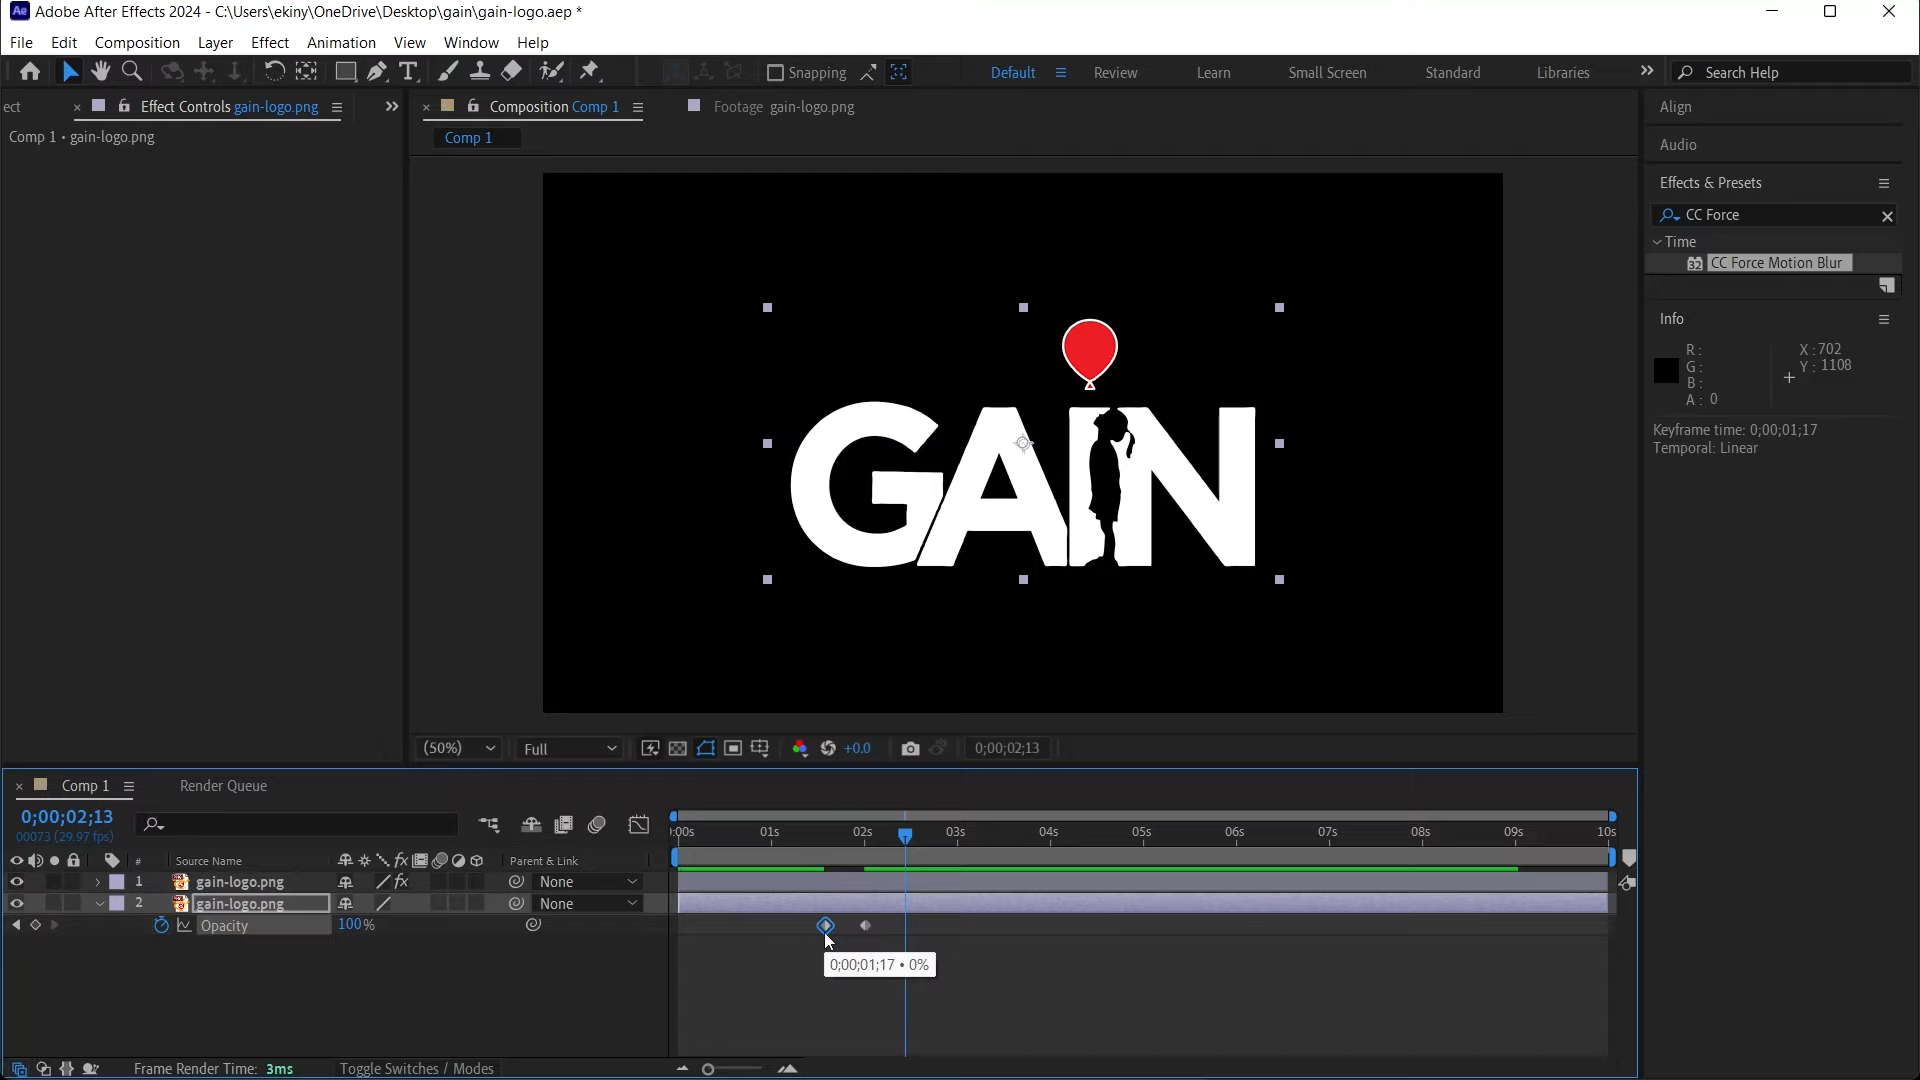 Ae Adobe After Effects 2024 - C:\Users\ekiny\OneDrive\Desktop\gain\gain-logo.aep *
File Edit Composition Layer Effect Animation View Window Help
Snapping Default Review Learn Small Screen Standard Libraries Search Help
ect Effect Controls gain-logo.png Composition Comp 1 Footage gain-logo.png Align
Comp 1 • gain-logo.png
Comp 1
Audio
Effects & Presets
CC Force
Time
32 CC Force Motion Blur
Info
R: X: 702
G: Y: 1108
B:
A: 0
Keyframe time: 0;00;01;17
Temporal: Linear
GAIN
(50%) Full +0.0 0;00;02;13
Comp 1 Render Queue
0;00;02;13
00073 (29.97 fps)
:00s 01s 02s 03s 04s 05s 06s 07s 08s 09s 10s
# Source Name fx Parent & Link
1 gain-logo.png fx None
2 gain-logo.png None
Opacity 100%
0;00;01;17 • 0%
Frame Render Time: 3ms Toggle Switches / Modes